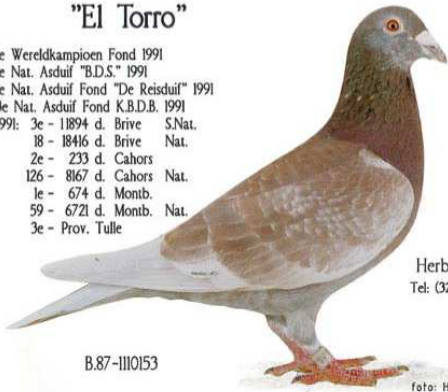 "El Torro"
e Wereldkampioen Fond 1991
e Nat. Asduif "B.D.S." 1991
e Nat. Asduif Fond "De Reisduif" 1991
e Nat. Asduif Fond K.B.D.B. 1991
991: 3e - 11894 d. Brive S.Nat.
18 - 18416 d. Brive Nat.
2e - 233 d. Cahors
126 - 8167 d. Cahors Nat.
1e - 674 d. Montb.
59 - 6721 d. Montb. Nat.
3e - Prov. Tulle
Herb
Tel: (32
B.87-1110153
foto: